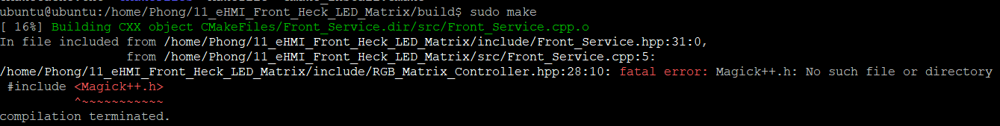 ubuntu@ubuntu:/home/Phong/11_eHMI_Front_Heck_LED_Matrix/build$ sudo make
[ 16%] Building CXX object CMakeFiles/Front_Service.dir/src/Front_Service.cpp.o
In file included from /home/Phong/11_eHMI_Front_Heck_LED_Matrix/include/Front_Service.hpp:31:0,
                 from /home/Phong/11_eHMI_Front_Heck_LED_Matrix/src/Front_Service.cpp:5:
/home/Phong/11_eHMI_Front_Heck_LED_Matrix/include/RGB_Matrix_Controller.hpp:28:10: fatal error: Magick++.h: No such file or directory
 #include <Magick++.h>
          ^~~~~~~~~~~~
compilation terminated.